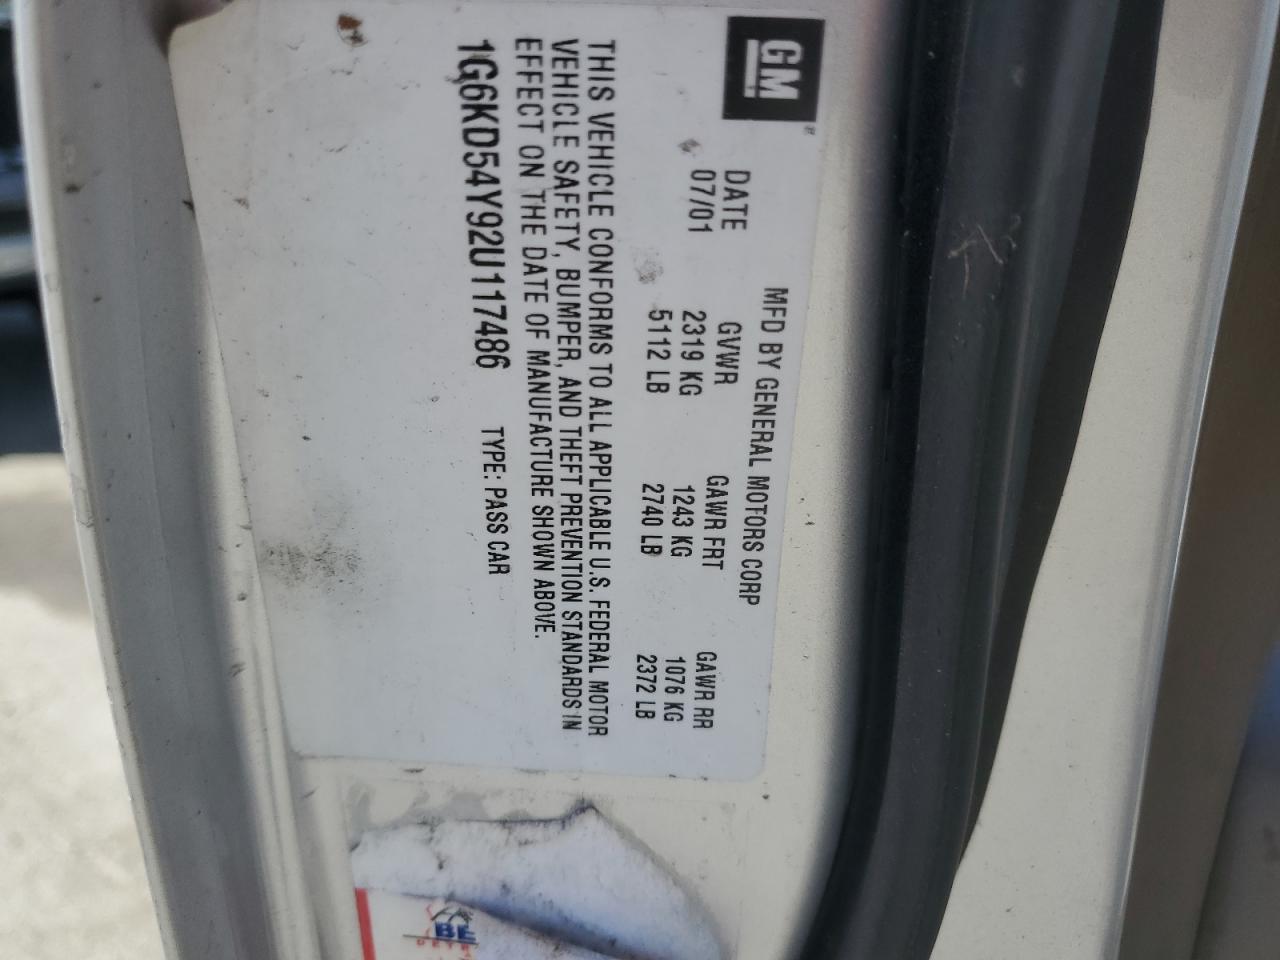 GM
MFD BY GENERAL MOTORS CORP
DATE GVWR GAWR FRT GAWR RR
07/01 2319 KG 1243 KG 1076 KG
5112 LB 2740 LB 2372 LB
THIS VEHICLE CONFORMS TO ALL APPLICABLE U.S. FEDERAL MOTOR
VEHICLE SAFETY, BUMPER, AND THEFT PREVENTION STANDARDS IN
EFFECT ON THE DATE OF MANUFACTURE SHOWN ABOVE.
1G6KD54Y92U117486 TYPE: PASS CAR